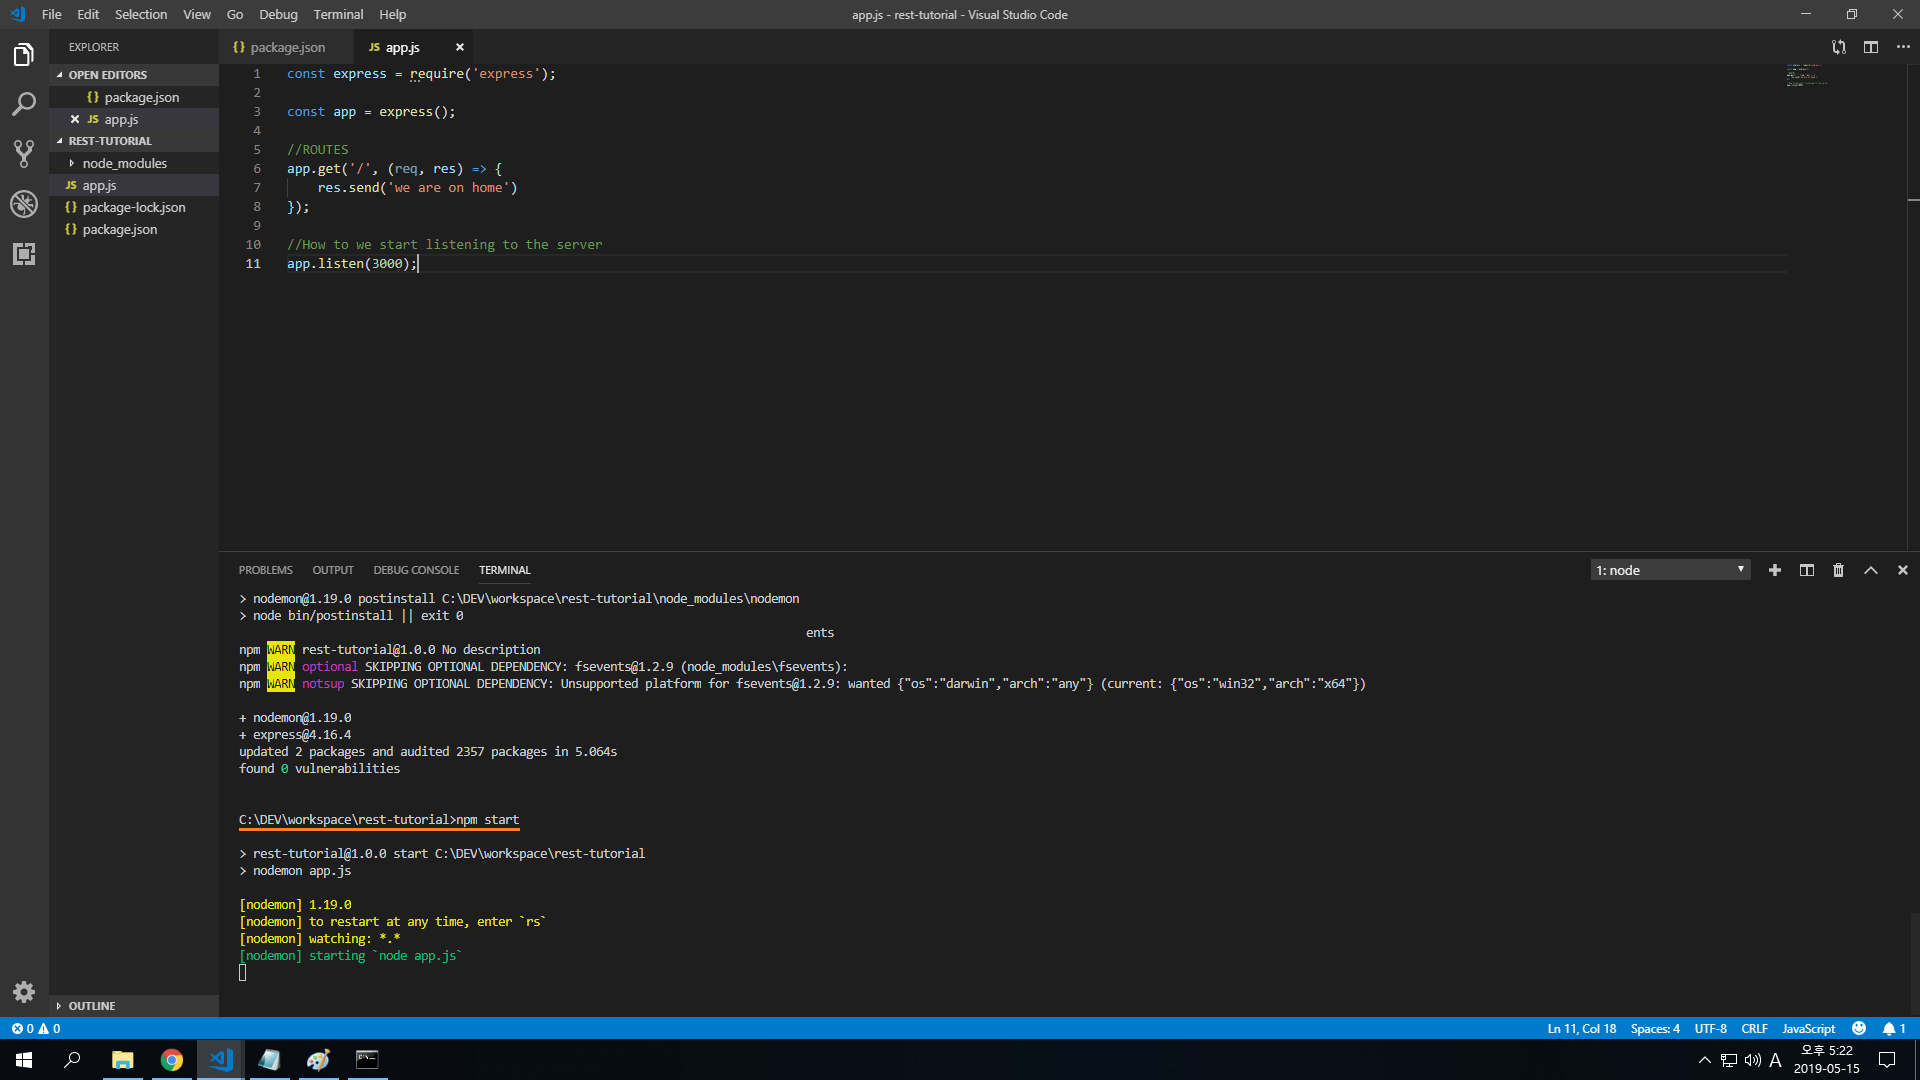 File Edit Selection View Go Debug Terminal Help
app.js - rest-tutorial - Visual Studio Code
EXPLORER
OPEN EDITORS
{} package.json
JS app.js
REST-TUTORIAL
node_modules
JS app.js
{} package-lock.json
{} package.json
OUTLINE
{} package.json
JS app.js
1 const express = require('express');
2
3 const app = express();
4
5 //ROUTES
6 app.get('/', (req, res) => {
7 res.send('we are on home')
8 });
9
10 //How to we start listening to the server
11 app.listen(3000);
PROBLEMS OUTPUT DEBUG CONSOLE TERMINAL
1: node
> nodemon@1.19.0 postinstall C:\DEV\workspace\rest-tutorial\node_modules\nodemon
> node bin/postinstall || exit 0
ents
npm WARN rest-tutorial@1.0.0 No description
npm WARN optional SKIPPING OPTIONAL DEPENDENCY: fsevents@1.2.9 (node_modules\fsevents):
npm WARN notsup SKIPPING OPTIONAL DEPENDENCY: Unsupported platform for fsevents@1.2.9: wanted {"os":"darwin","arch":"any"} (current: {"os":"win32","arch":"x64"})
+ nodemon@1.19.0
+ express@4.16.4
updated 2 packages and audited 2357 packages in 5.064s
found 0 vulnerabilities
C:\DEV\workspace\rest-tutorial>npm start
> rest-tutorial@1.0.0 start C:\DEV\workspace\rest-tutorial
> nodemon app.js
[nodemon] 1.19.0
[nodemon] to restart at any time, enter `rs`
[nodemon] watching: *.*
[nodemon] starting `node app.js`
0 0
Ln 11, Col 18 Spaces: 4 UTF-8 CRLF JavaScript 1
A
오후 5:22
2019-05-15